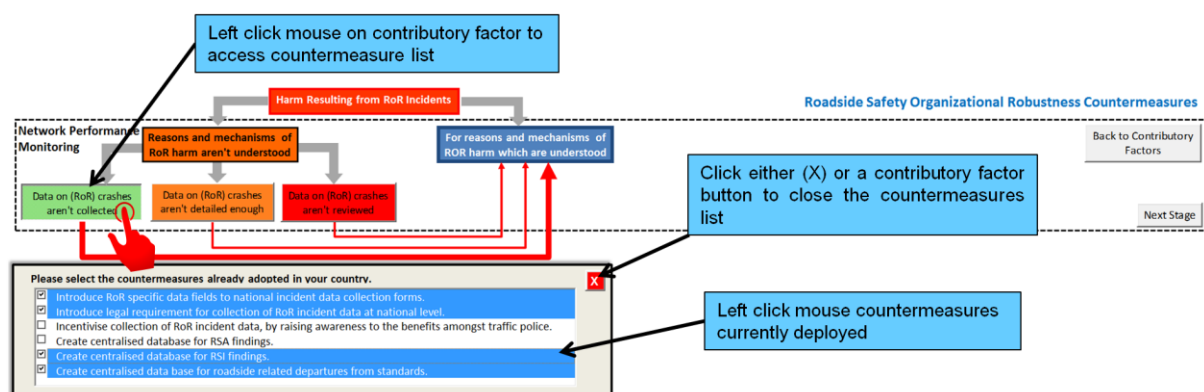 Left click mouse on contributory factor to
access countermeasure list
Harm Resulting from RoR Incidents
Roadside Safety Organizational Robustness Countermeasures
Network Performance
Monitoring
Reasons and mechanisms of
RoR harm aren't understood
For reasons and mechanisms of
ROR harm which are understood
Back to Contributory
Factors
Data on (RoR) crashes
aren't collected
Data on (RoR) crashes
aren't detailed enough
Data on (RoR) crashes
aren't reviewed
Click either (X) or a contributory factor
button to close the countermeasures
list
Next Stage
Please select the countermeasures already adopted in your country.
X
Introduce RoR specific data fields to national incident data collection forms.
Introduce legal requirement for collection of RoR incident data at national level.
Incentivise collection of RoR incident data, by raising awareness to the benefits amongst traffic police.
Create centralised database for RSA findings.
Create centralised database for RSI findings.
Create centralised data base for roadside related departures from standards.
Left click mouse countermeasures
currently deployed